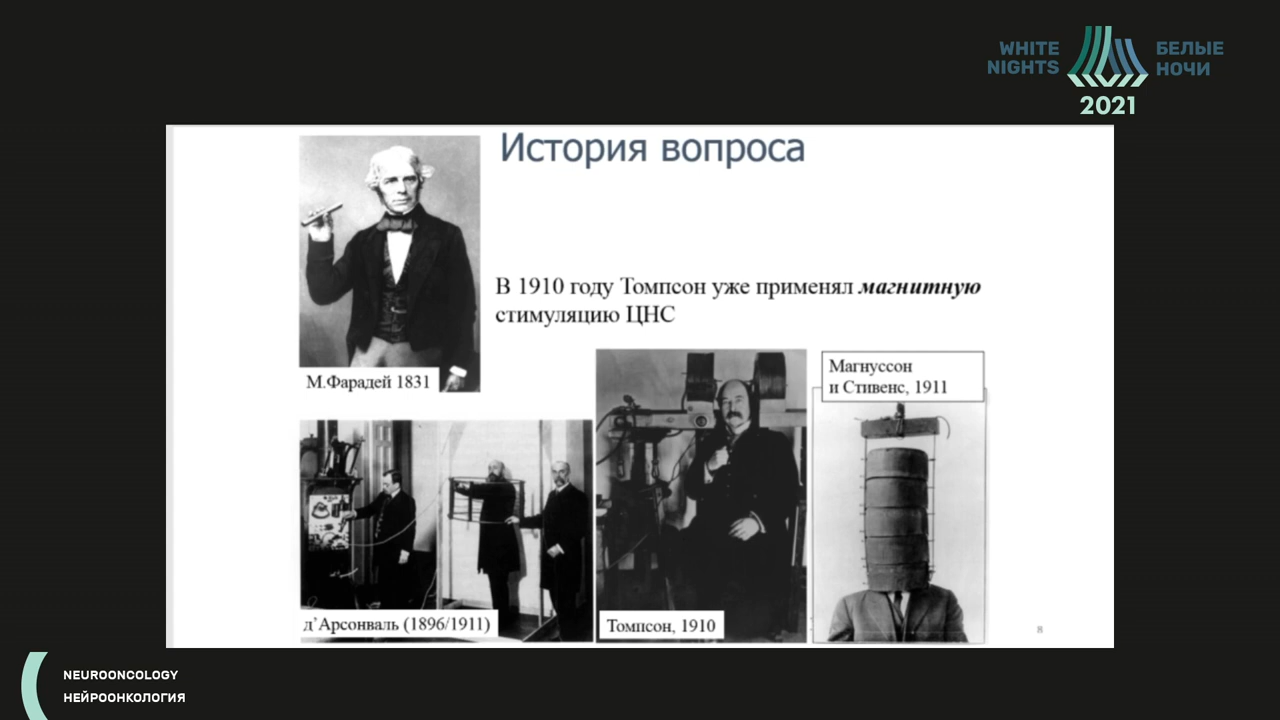 WHITE
NIGHTS
БЕЛЫЕ
НОЧИ
2021
История вопроса
В 1910 году Томпсон уже применял магнитную
стимуляцию ЦНС
М.Фарадей 1831
Магнуссон
и Стивенс, 1911
д’Арсонваль (1896/1911)
Томпсон, 1910
8
NEUROONCOLOGY
НЕЙРООНКОЛОГИЯ